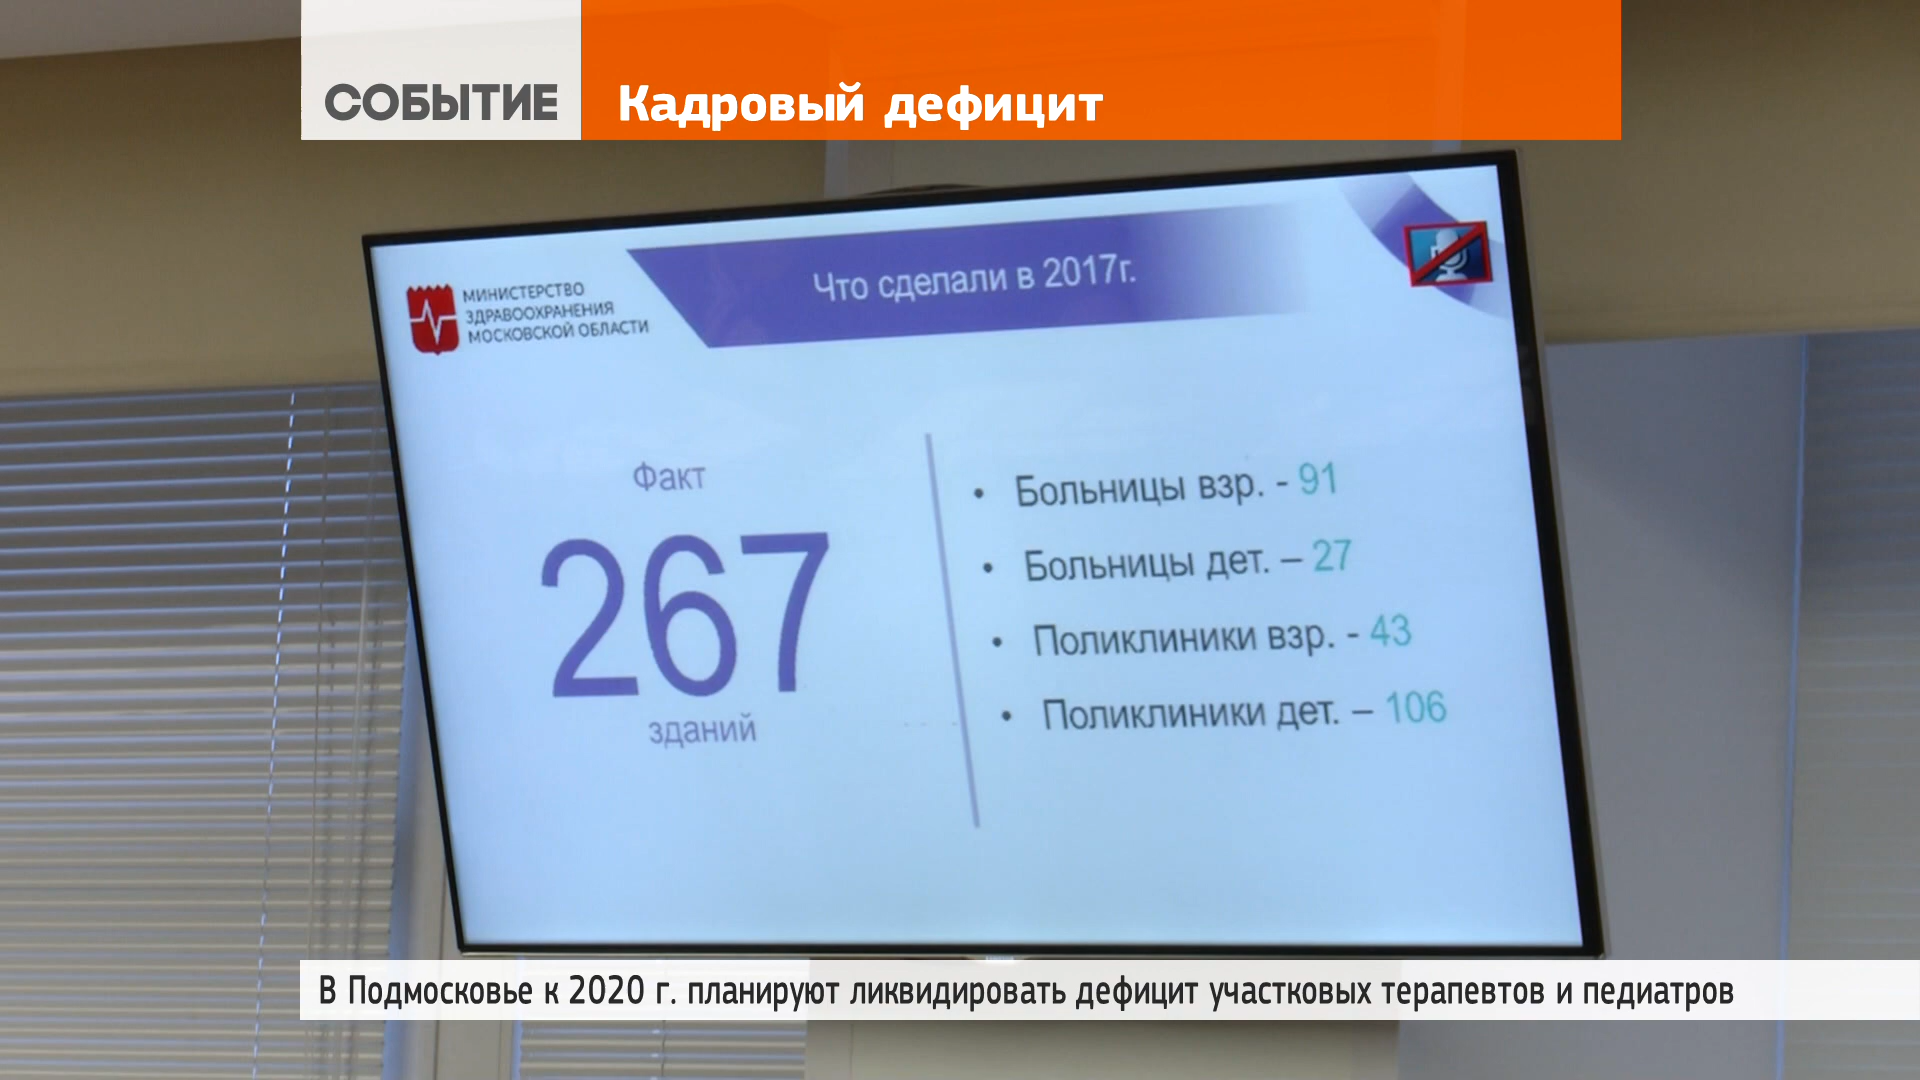 СОБЫТИЕ
Кадровый дефицит
МИНИСТЕРСТВО
ЗДРАВООХРАНЕНИЯ
МОСКОВСКОЙ ОБЛАСТИ
Что сделали в 2017г.
Факт
267
зданий
• Больницы взр. - 91
• Больницы дет. – 27
• Поликлиники взр. - 43
• Поликлиники дет. – 106
В Подмосковье к 2020 г. планируют ликвидировать дефицит участковых терапевтов и педиатров